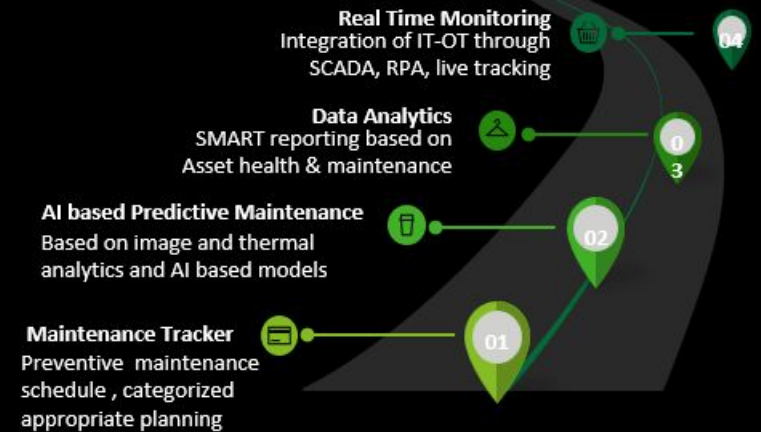 Real Time Monitoring
Integration of IT-OT through
SCADA, RPA, live tracking
04
Data Analytics
SMART reporting based on
Asset health & maintenance
0
3
AI based Predictive Maintenance
Based on image and thermal
analytics and AI based models
02
Maintenance Tracker
Preventive maintenance
schedule , categorized
appropriate planning
01